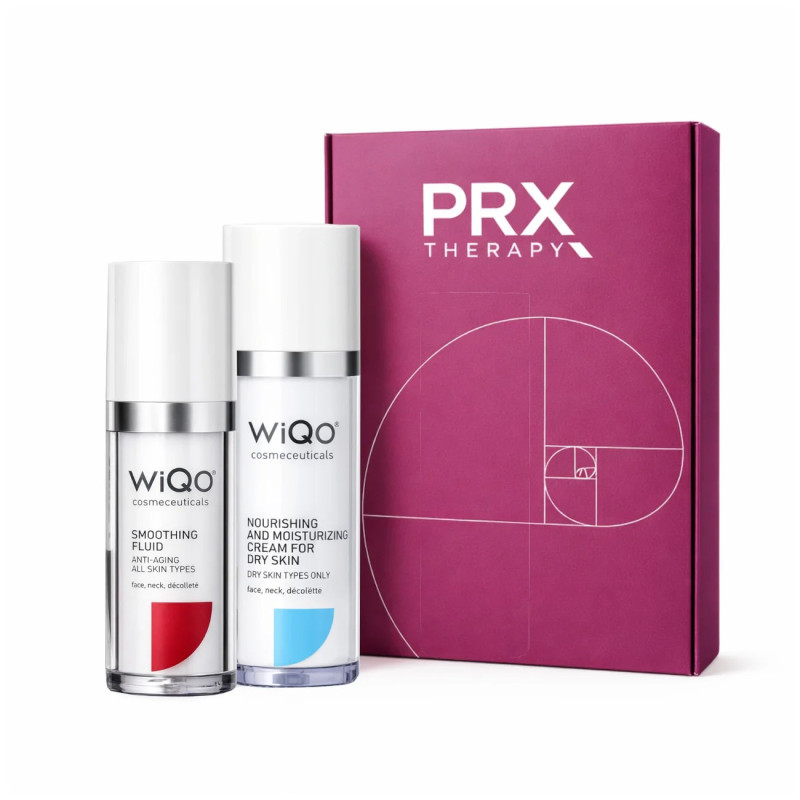 PRX
THERAPY
WiQo®
cosmeceuticals
SMOOTHING
FLUID
ANTI-AGING
ALL SKIN TYPES
face, neck, décolleté
WiQo®
cosmeceuticals
NOURISHING
AND MOISTURIZING
CREAM FOR
DRY SKIN
DRY SKIN TYPES ONLY
face, neck, décolëtte